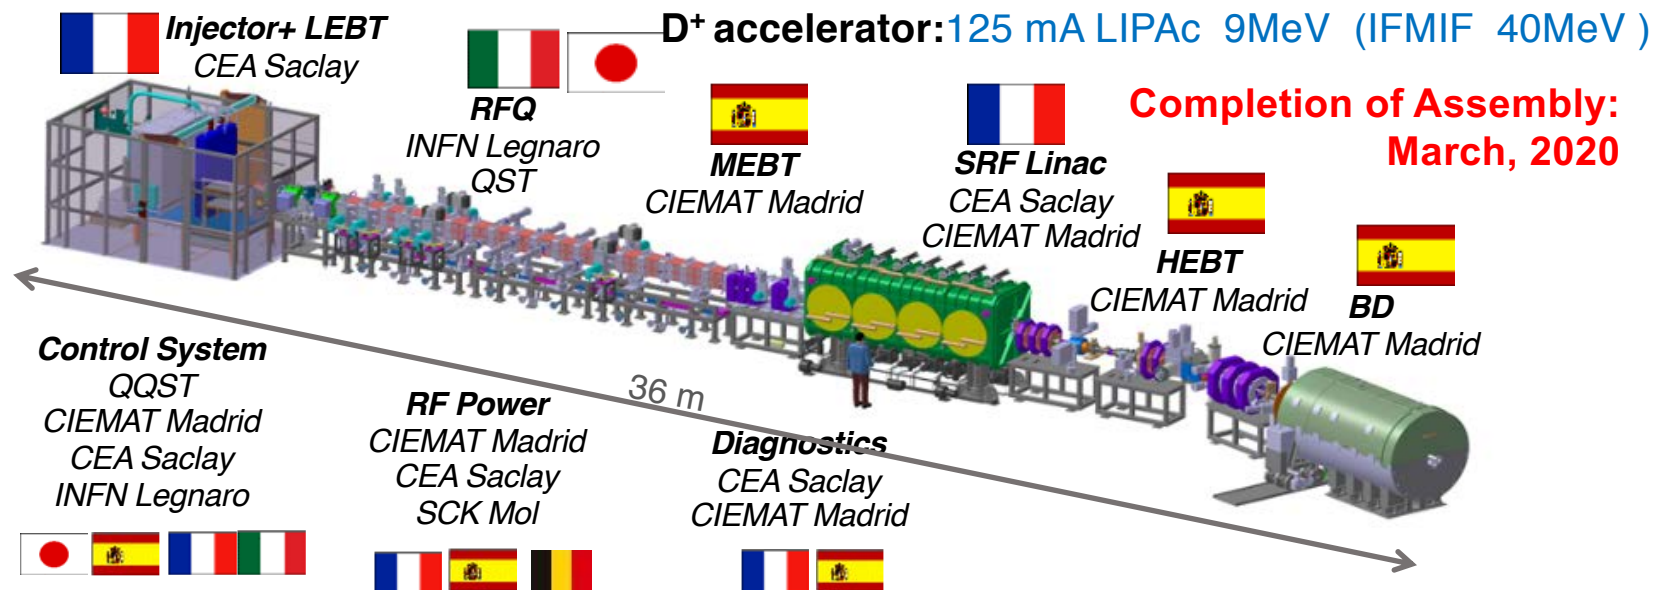 D+ accelerator:125 mA LIPAc 9MeV (IFMIF 40MeV )
Completion of Assembly:
March, 2020
Injector+ LEBT
CEA Saclay
RFQ
INFN Legnaro
QST
MEBT
CIEMAT Madrid
SRF Linac
CEA Saclay
CIEMAT Madrid
HEBT
CIEMAT Madrid
BD
CIEMAT Madrid
36 m
Control System
QQST
CIEMAT Madrid
CEA Saclay
INFN Legnaro
RF Power
CIEMAT Madrid
CEA Saclay
SCK Mol
Diagnostics
CEA Saclay
CIEMAT Madrid